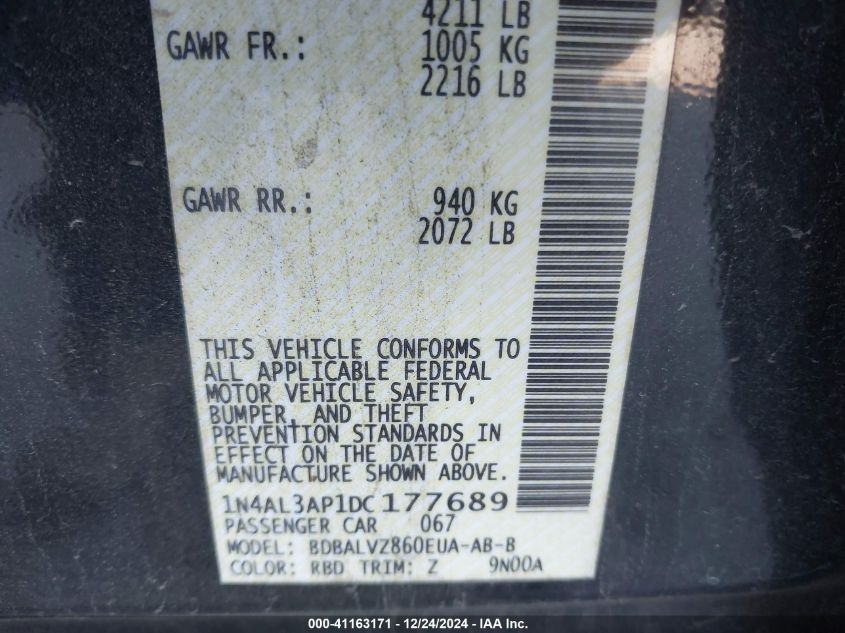 4211 LB
GAWR FR.: 1005 KG
2216 LB
GAWR RR.: 940 KG
2072 LB
THIS VEHICLE CONFORMS TO
ALL APPLICABLE FEDERAL
MOTOR VEHICLE SAFETY,
BUMPER, AND THEFT
PREVENTION STANDARDS IN
EFFECT ON THE DATE OF
MANUFACTURE SHOWN ABOVE.
1N4AL3AP1DC177689
PASSENGER CAR 067
MODEL: BDBALVZ860EUA-AB-B
COLOR: RBD TRIM: Z 9N00A
000-41163171 - 12/24/2024 - IAA Inc.